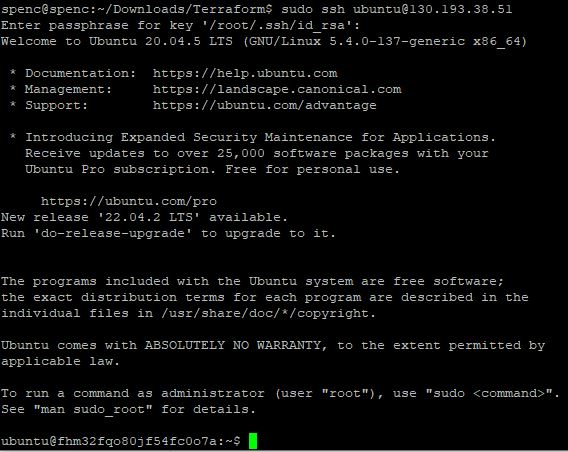 spenc@spenc:~/Downloads/Terraform$ sudo ssh ubuntu@130.193.38.51
Enter passphrase for key '/root/.ssh/id_rsa':
Welcome to Ubuntu 20.04.5 LTS (GNU/Linux 5.4.0-137-generic x86_64)
* Documentation:  https://help.ubuntu.com
* Management:     https://landscape.canonical.com
* Support:        https://ubuntu.com/advantage
* Introducing Expanded Security Maintenance for Applications.
Receive updates to over 25,000 software packages with your
Ubuntu Pro subscription. Free for personal use.
https://ubuntu.com/pro
New release '22.04.2 LTS' available.
Run 'do-release-upgrade' to upgrade to it.
The programs included with the Ubuntu system are free software;
the exact distribution terms for each program are described in the
individual files in /usr/share/doc/*/copyright.
Ubuntu comes with ABSOLUTELY NO WARRANTY, to the extent permitted by
applicable law.
To run a command as administrator (user "root"), use "sudo <command>".
See "man sudo_root" for details.
ubuntu@fhm32fqo80jf54fc0o7a:~$